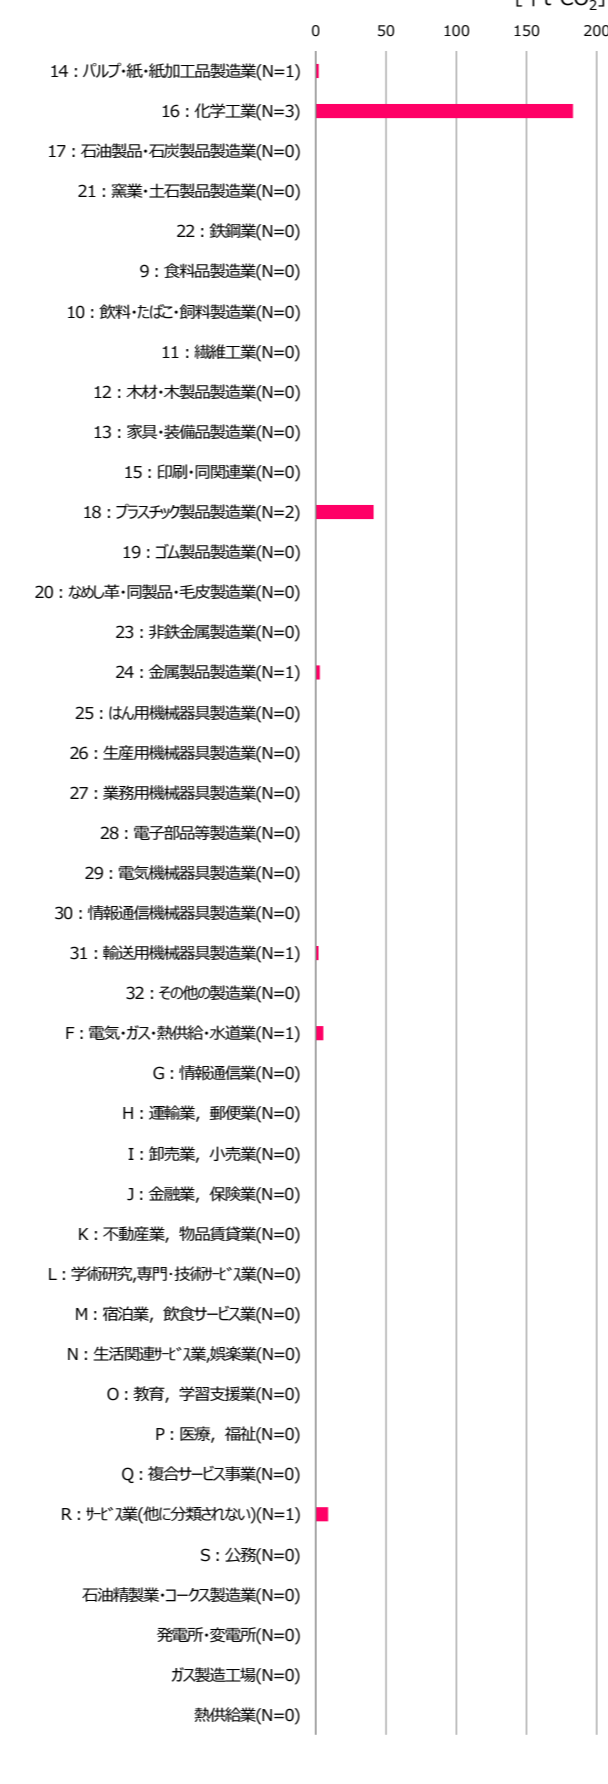 [千t-CO2]
0 50 100 150 200
14：パルプ・紙・紙加工品製造業(N=1)
16：化学工業(N=3)
17：石油製品・石炭製品製造業(N=0)
21：窯業・土石製品製造業(N=0)
22：鉄鋼業(N=0)
9：食料品製造業(N=0)
10：飲料・たばこ・飼料製造業(N=0)
11：繊維工業(N=0)
12：木材・木製品製造業(N=0)
13：家具・装備品製造業(N=0)
15：印刷・同関連業(N=0)
18：プラスチック製品製造業(N=2)
19：ゴム製品製造業(N=0)
20：なめし革・同製品・毛皮製造業(N=0)
23：非鉄金属製造業(N=0)
24：金属製品製造業(N=1)
25：はん用機械器具製造業(N=0)
26：生産用機械器具製造業(N=0)
27：業務用機械器具製造業(N=0)
28：電子部品等製造業(N=0)
29：電気機械器具製造業(N=0)
30：情報通信機械器具製造業(N=0)
31：輸送用機械器具製造業(N=1)
32：その他の製造業(N=0)
F：電気・ガス・熱供給・水道業(N=1)
G：情報通信業(N=0)
H：運輸業，郵便業(N=0)
I：卸売業，小売業(N=0)
J：金融業，保険業(N=0)
K：不動産業，物品賃貸業(N=0)
L：学術研究,専門・技術ｻｰﾋﾞｽ業(N=0)
M：宿泊業，飲食サービス業(N=0)
N：生活関連ｻｰﾋﾞｽ業,娯楽業(N=0)
O：教育，学習支援業(N=0)
P：医療，福祉(N=0)
Q：複合サービス事業(N=0)
R：ｻｰﾋﾞｽ業(他に分類されない)(N=1)
S：公務(N=0)
石油精製業・コークス製造業(N=0)
発電所・変電所(N=0)
ガス製造工場(N=0)
熱供給業(N=0)